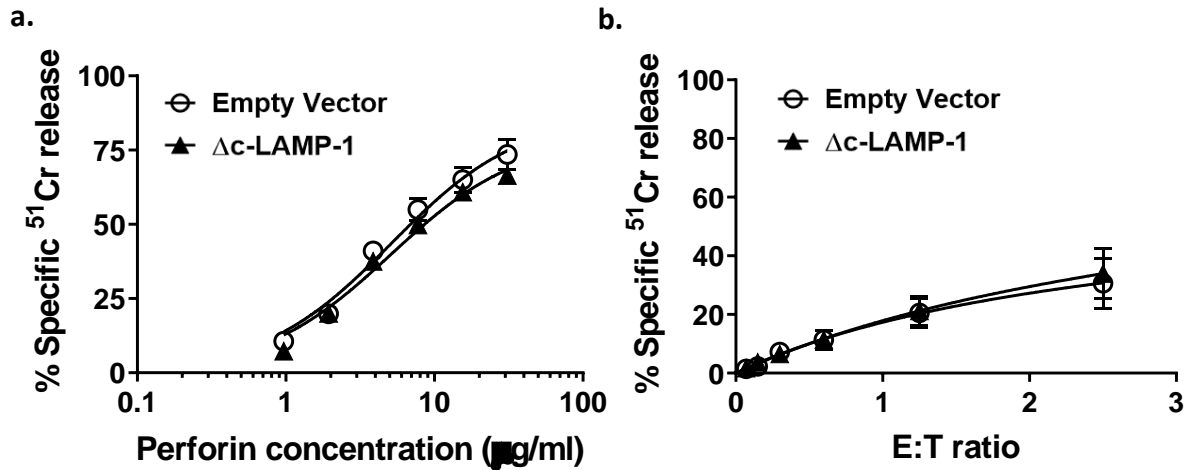 a.
% Specific ⁵¹Cr release
100
75
50
25
0
Empty Vector
Δc-LAMP-1
0.1
1
10
100
Perforin concentration (μg/ml)
b.
% Specific ⁵¹Cr release
100
80
60
40
20
0
Empty Vector
Δc-LAMP-1
0
1
2
3
E:T ratio